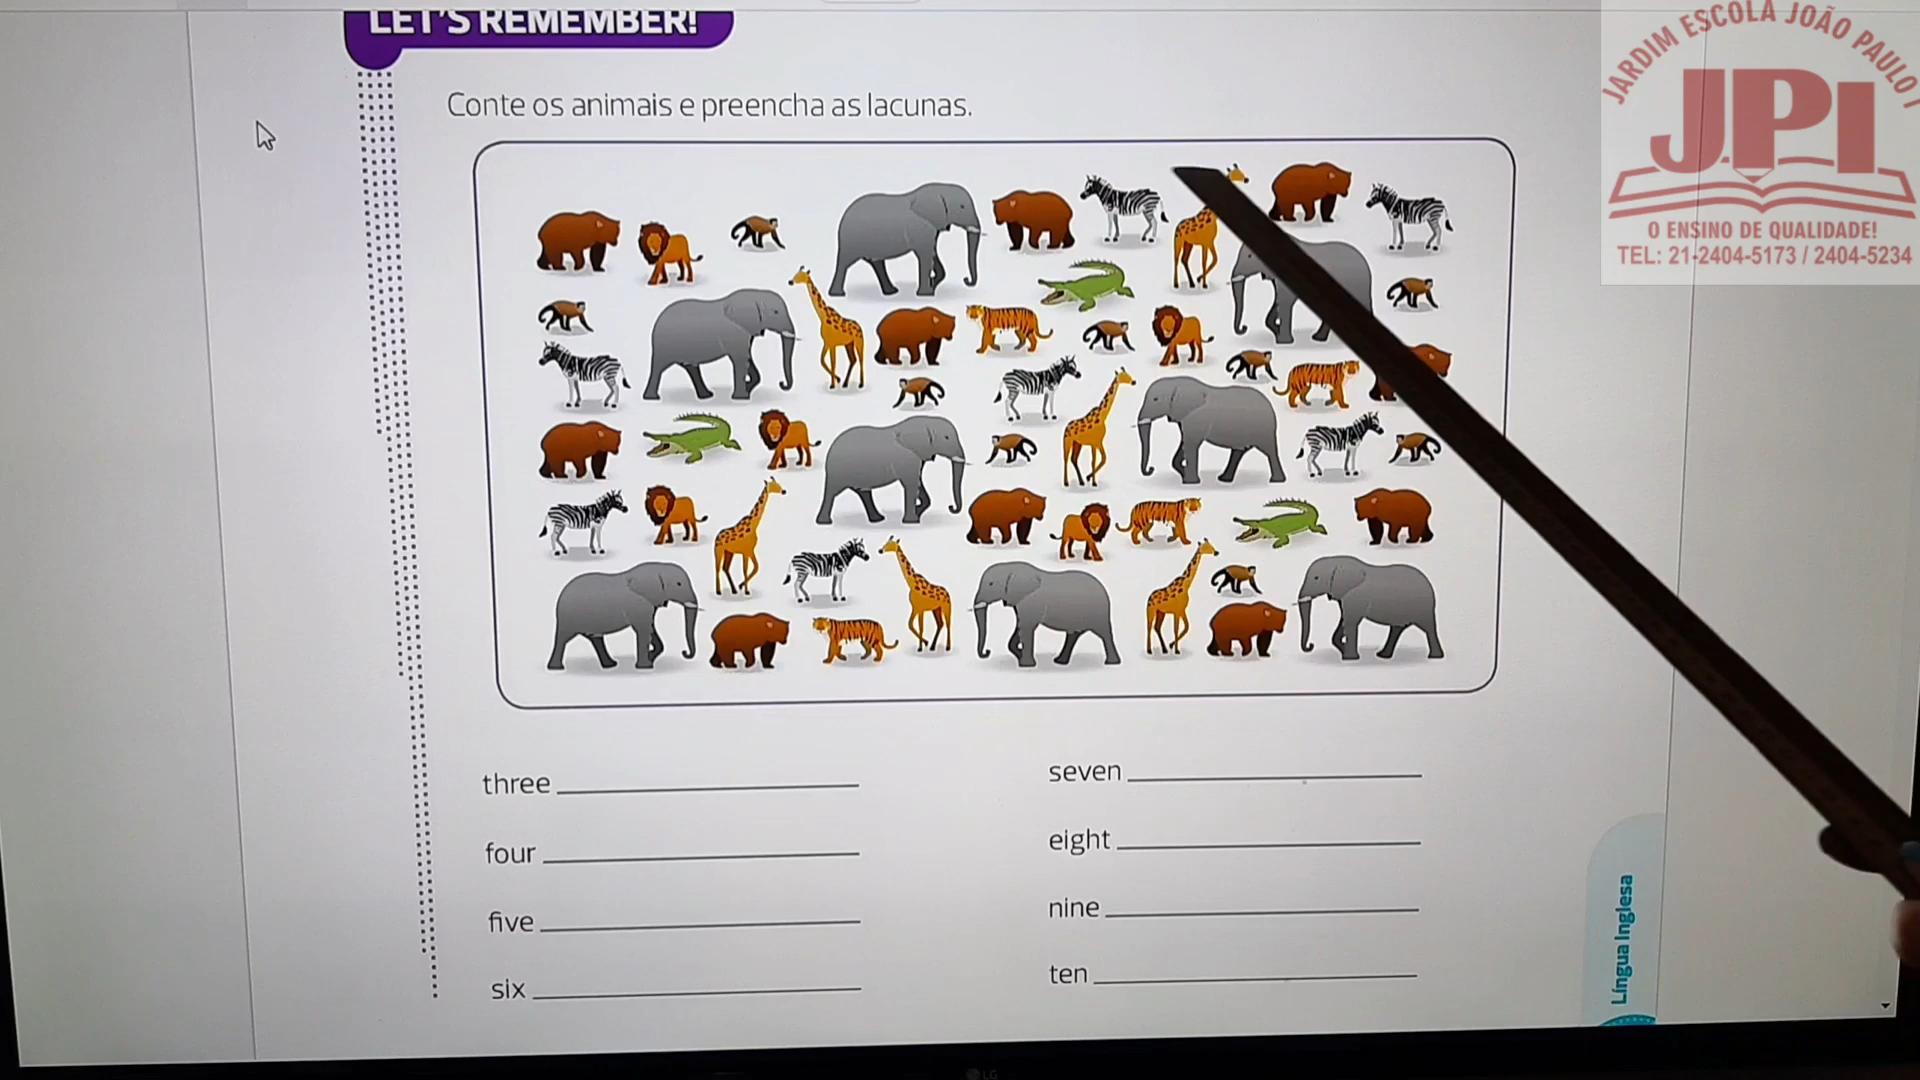 LET'S REMEMBER!
Conte os animais e preencha as lacunas.
three
four
five
six
seven
eight
nine
ten
Língua Inglesa
JARDIM ESCOLA JOÃO PAULO I
JPI
O ENSINO DE QUALIDADE!
TEL: 21-2404-5173 / 2404-5234
LG